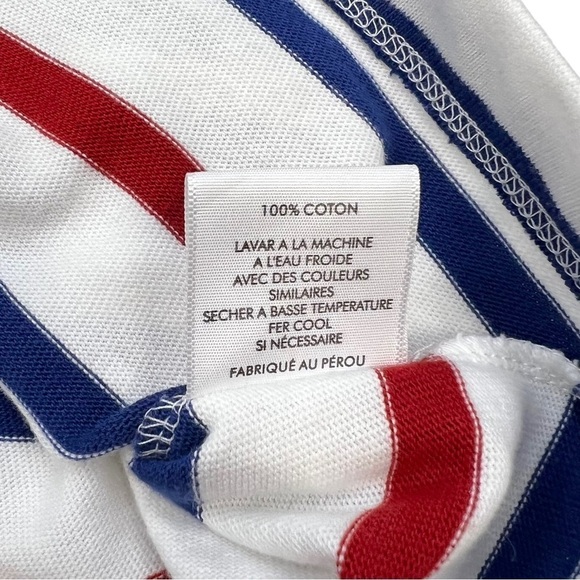 100% COTON
LAVAR A LA MACHINE
A L'EAU FROIDE
AVEC DES COULEURS
SIMILAIRES
SECHER A BASSE TEMPERATURE
FER COOL
SI NÉCESSAIRE
FABRIQUÉ AU PÉROU